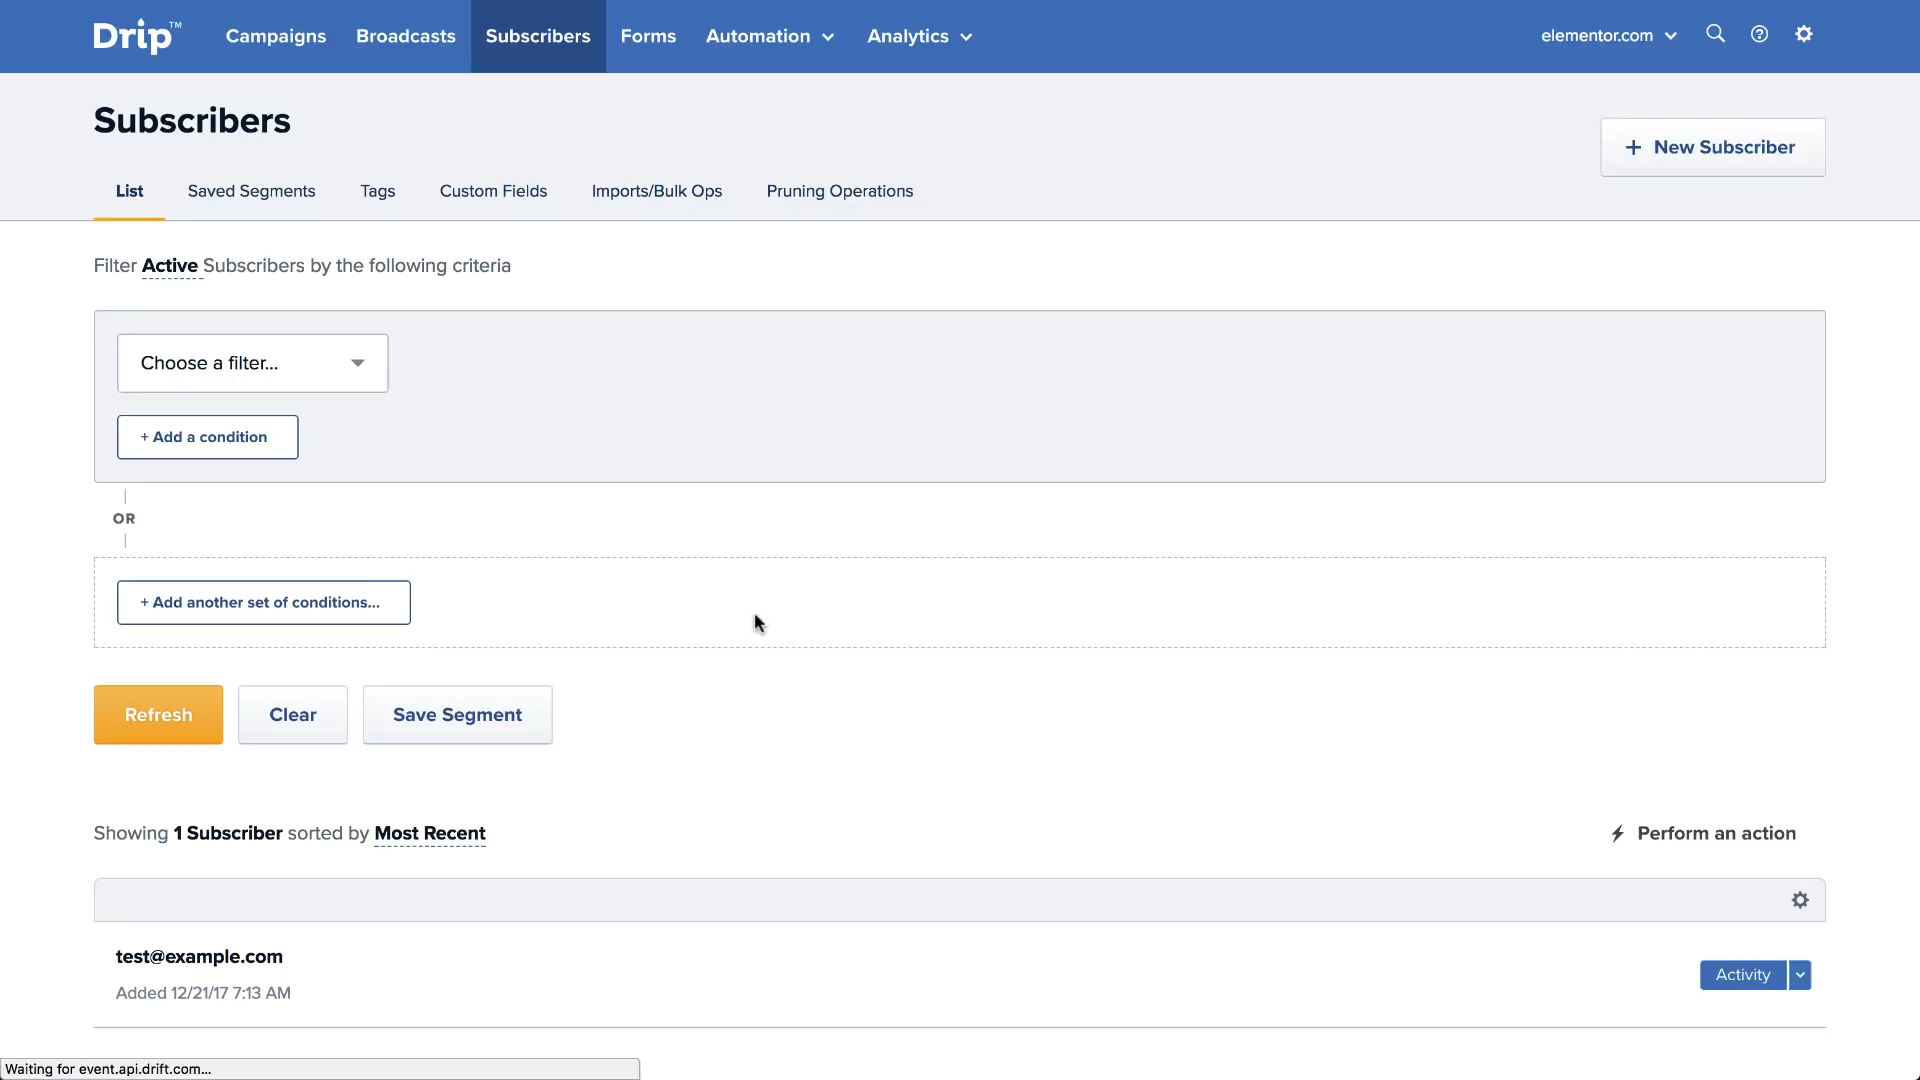 Drip™
Campaigns
Broadcasts
Subscribers
Forms
Automation
Analytics
elementor.com
Subscribers
+ New Subscriber
List
Saved Segments
Tags
Custom Fields
Imports/Bulk Ops
Pruning Operations
Filter Active Subscribers by the following criteria
Choose a filter...
+ Add a condition
OR
+ Add another set of conditions...
Refresh
Clear
Save Segment
Showing 1 Subscriber sorted by Most Recent
Perform an action
test@example.com
Activity
Added 12/21/17 7:13 AM
Waiting for event.api.drift.com...